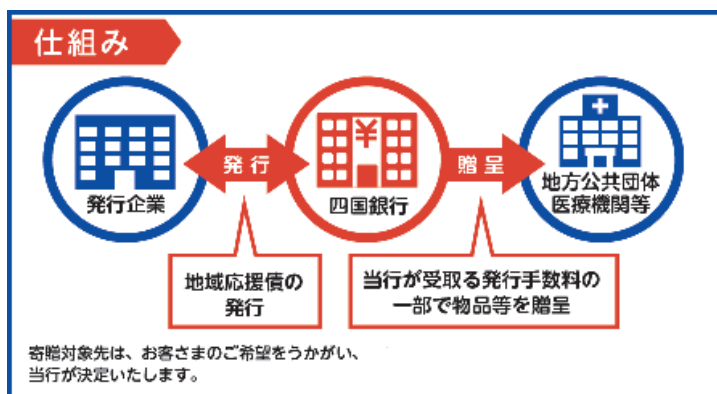 仕組み
発行
贈呈
¥
発行企業
四国銀行
地方公共団体
医療機関等
地域応援債の
発行
当行が受取る発行手数料の
一部で物品等を贈呈
寄贈対象先は、お客さまのご希望をうかがい、
当行が決定いたします。